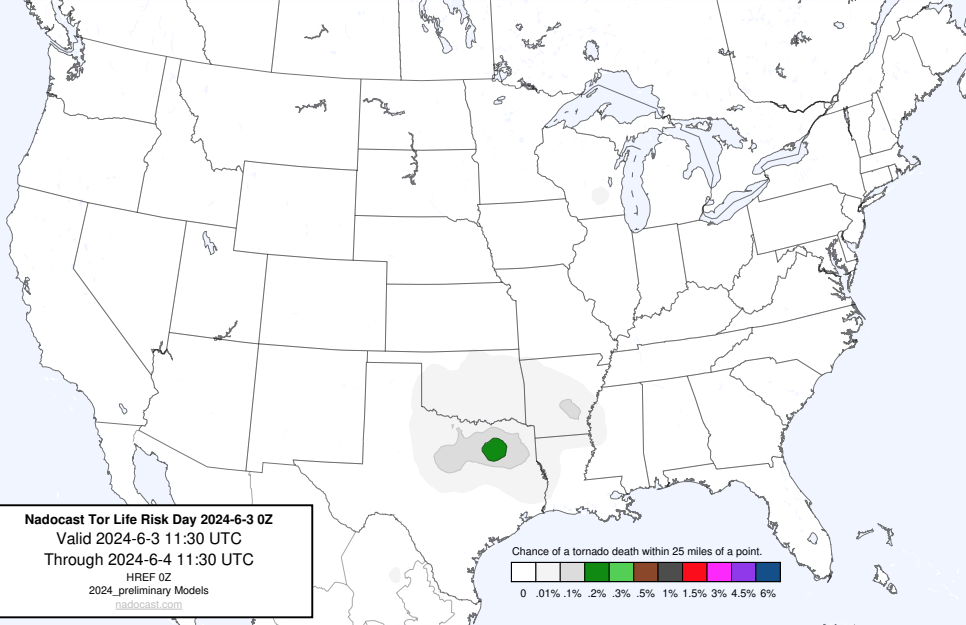 Nadocast Tor Life Risk Day 2024-6-3 0Z
Valid 2024-6-3 11:30 UTC
Through 2024-6-4 11:30 UTC
HREF 0Z
2024_preliminary Models
nadocast.com
Chance of a tornado death within 25 miles of a point.
0 .01% .1% .2% .3% .5% 1% 1.5% 3% 4.5% 6%